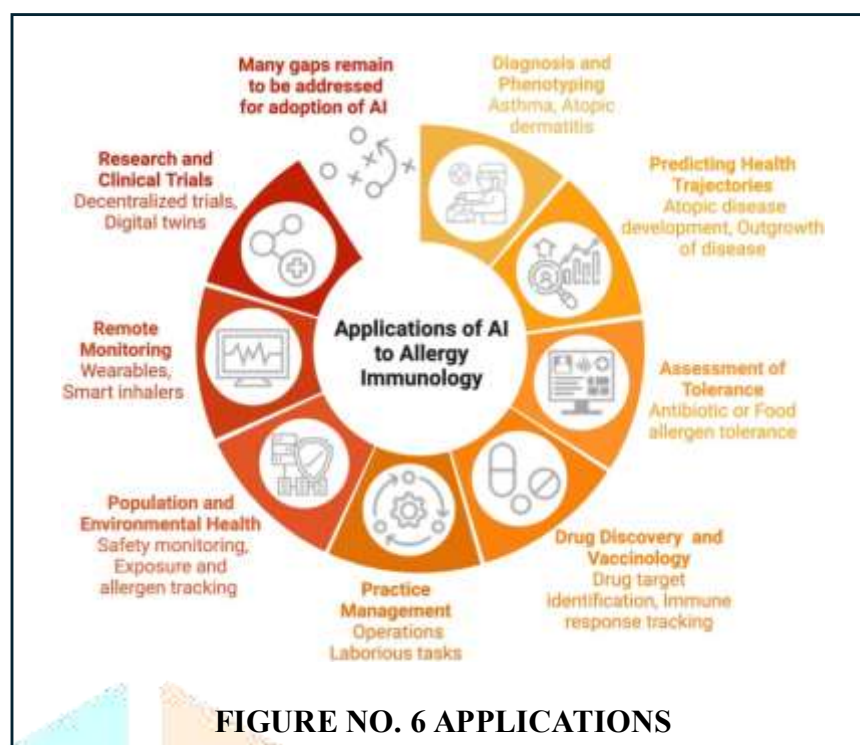 Many gaps remain
to be addressed
for adoption of AI
Diagnosis and
Phenotyping
Asthma, Atopic
dermatitis
Predicting Health
Trajectories
Atopic disease
development, Outgrowth
of disease
Assessment of
Tolerance
Antibiotic or Food
allergen tolerance
Drug Discovery and
Vaccinology
Drug target
identification, Immune
response tracking
Practice
Management
Operations
Laborious tasks
Population and
Environmental Health
Safety monitoring,
Exposure and
allergen tracking
Remote
Monitoring
Wearables,
Smart inhalers
Research and
Clinical Trials
Decentralized trials,
Digital twins
Applications of AI
to Allergy
Immunology
FIGURE NO. 6 APPLICATIONS